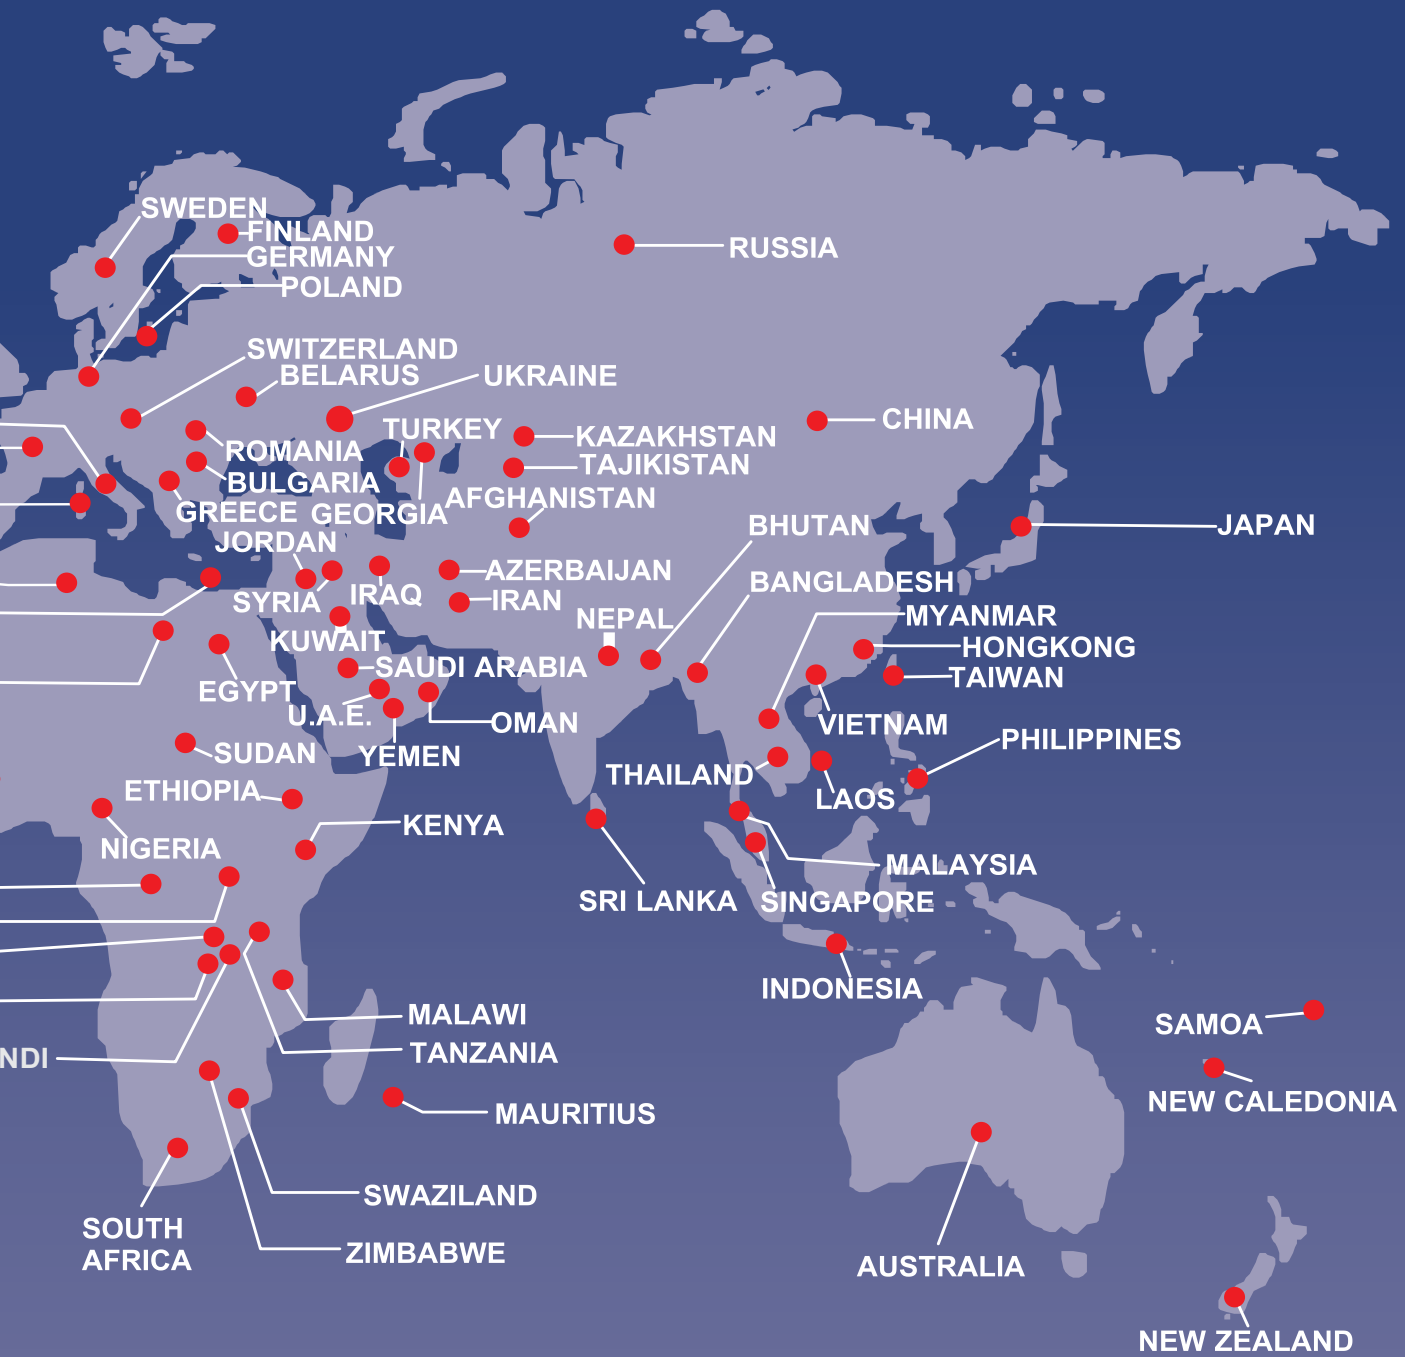 SWEDEN
FINLAND
GERMANY
RUSSIA
POLAND
SWITZERLAND
BELARUS
UKRAINE
CHINA
TURKEY
KAZAKHSTAN
ROMANIA
TAJIKISTAN
BULGARIA
AFGHANISTAN
GREECE
GEORGIA
BHUTAN
JAPAN
JORDAN
AZERBAIJAN
BANGLADESH
SYRIA
IRAQ
IRAN
NEPAL
MYANMAR
KUWAIT
HONGKONG
SAUDI ARABIA
TAIWAN
EGYPT
U.A.E.
OMAN
VIETNAM
SUDAN
YEMEN
PHILIPPINES
THAILAND
ETHIOPIA
LAOS
KENYA
NIGERIA
MALAYSIA
SRI LANKA
SINGAPORE
INDONESIA
MALAWI
SAMOA
TANZANIA
NDI
NEW CALEDONIA
MAURITIUS
SWAZILAND
SOUTH
AFRICA
ZIMBABWE
AUSTRALIA
NEW ZEALAND